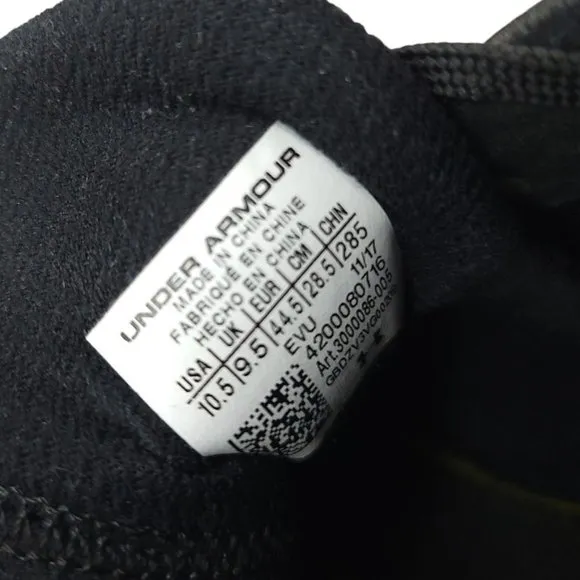 UNDER ARMOUR
MADE IN CHINA
FABRIQUÉ EN CHINE
HECHO EN CHINA
USA | UK | EUR | CM | CHN
10.5 | 9.5 | 44.5 | 28.5 | 285
EVU 11/17
4200080716
Art.3000086-005